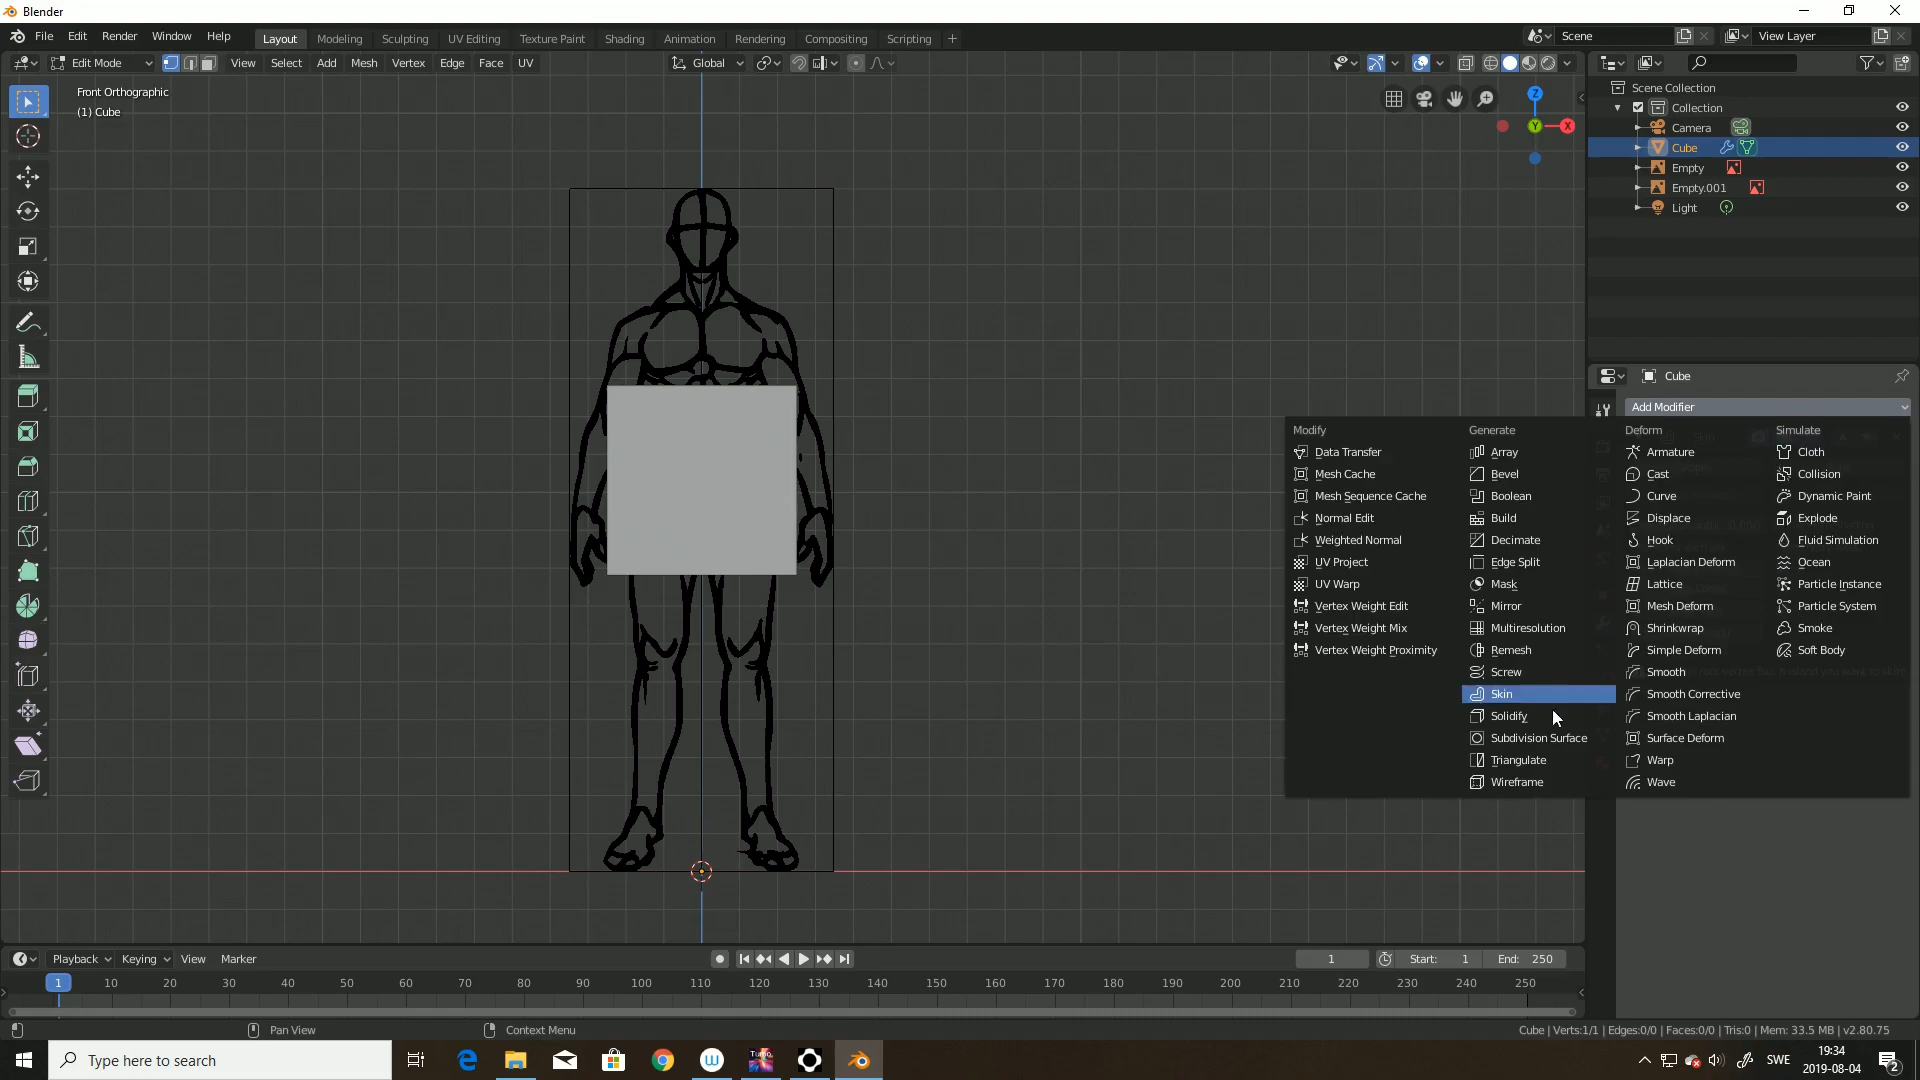 Blender
File Edit Render Window Help
Layout Modeling Sculpting UV Editing Texture Paint Shading Animation Rendering Compositing Scripting +
Scene
View Layer
Edit Mode View Select Add Mesh Vertex Edge Face UV
Global
Front Orthographic
(1) Cube
Z
Y
X
Scene Collection
Collection
Camera
Cube
Empty
Empty.001
Light
Cube
Add Modifier
Modify Generate Deform Simulate
Data Transfer Array Armature Cloth
Mesh Cache Bevel Cast Collision
Mesh Sequence Cache Boolean Curve Dynamic Paint
Normal Edit Build Displace Explode
Weighted Normal Decimate Hook Fluid Simulation
UV Project Edge Split Laplacian Deform Ocean
UV Warp Mask Lattice Particle Instance
Vertex Weight Edit Mirror Mesh Deform Particle System
Vertex Weight Mix Multiresolution Shrinkwrap Smoke
Vertex Weight Proximity Remesh Simple Deform Soft Body
Screw Smooth
Skin Smooth Corrective
Solidify Smooth Laplacian
Subdivision Surface Surface Deform
Triangulate Warp
Wireframe Wave
Playback Keying View Marker
1 Start: 1 End: 250
1 10 20 30 40 50 60 70 80 90 100 110 120 130 140 150 160 170 180 190 200 210 220 230 240 250
Pan View Context Menu
Cube | Verts:1/1 | Edges:0/0 | Faces:0/0 | Tris:0 | Mem: 33.5 MB | v2.80.75
Type here to search
SWE
19:34
2019-08-04
2